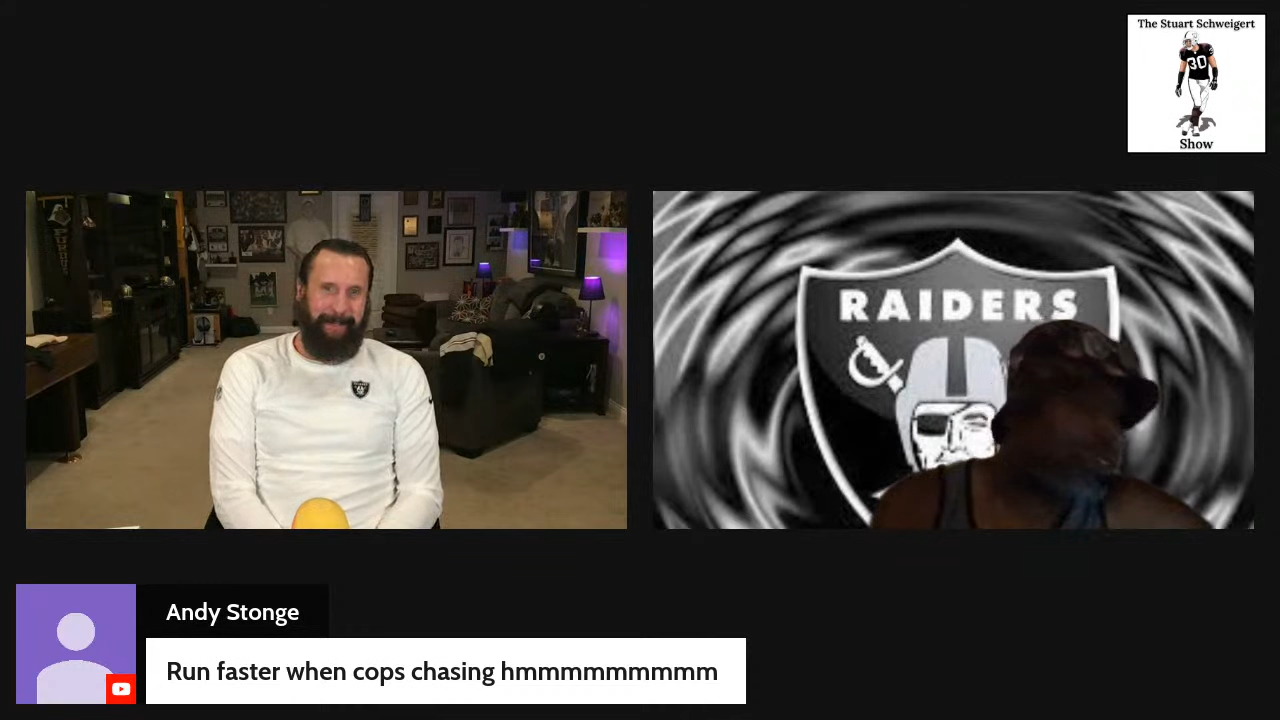 The Stuart Schweigert
30
Show
RAIDERS
Andy Stonge
Run faster when cops chasing hmmmmmmmmm